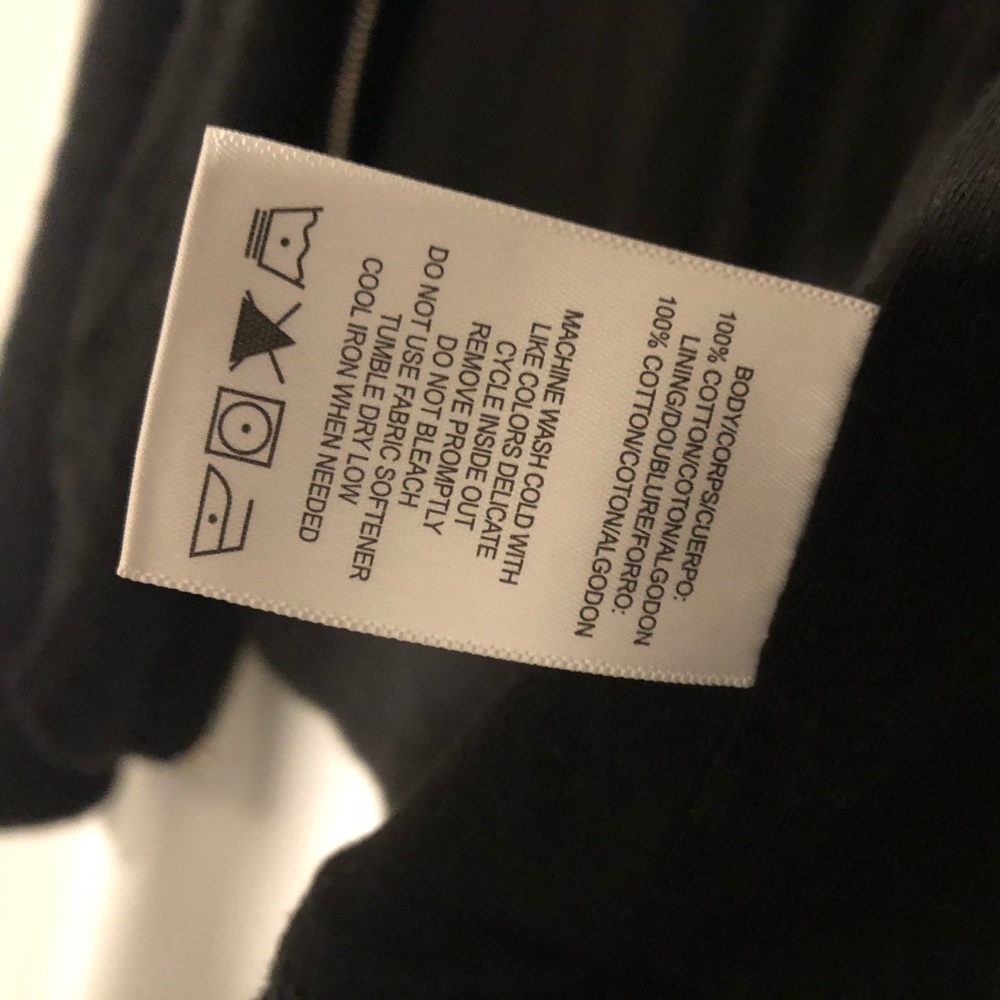 BODY/CORPS/CUERPO:
100% COTTON/COTON/ALGODON
LINING/DOUBLURE/FORRO:
100% COTTON/COTON/ALGODON
MACHINE WASH COLD WITH
LIKE COLORS DELICATE
CYCLE INSIDE OUT
REMOVE PROMPTLY
DO NOT BLEACH
DO NOT USE FABRIC SOFTENER
TUMBLE DRY LOW
COOL IRON WHEN NEEDED